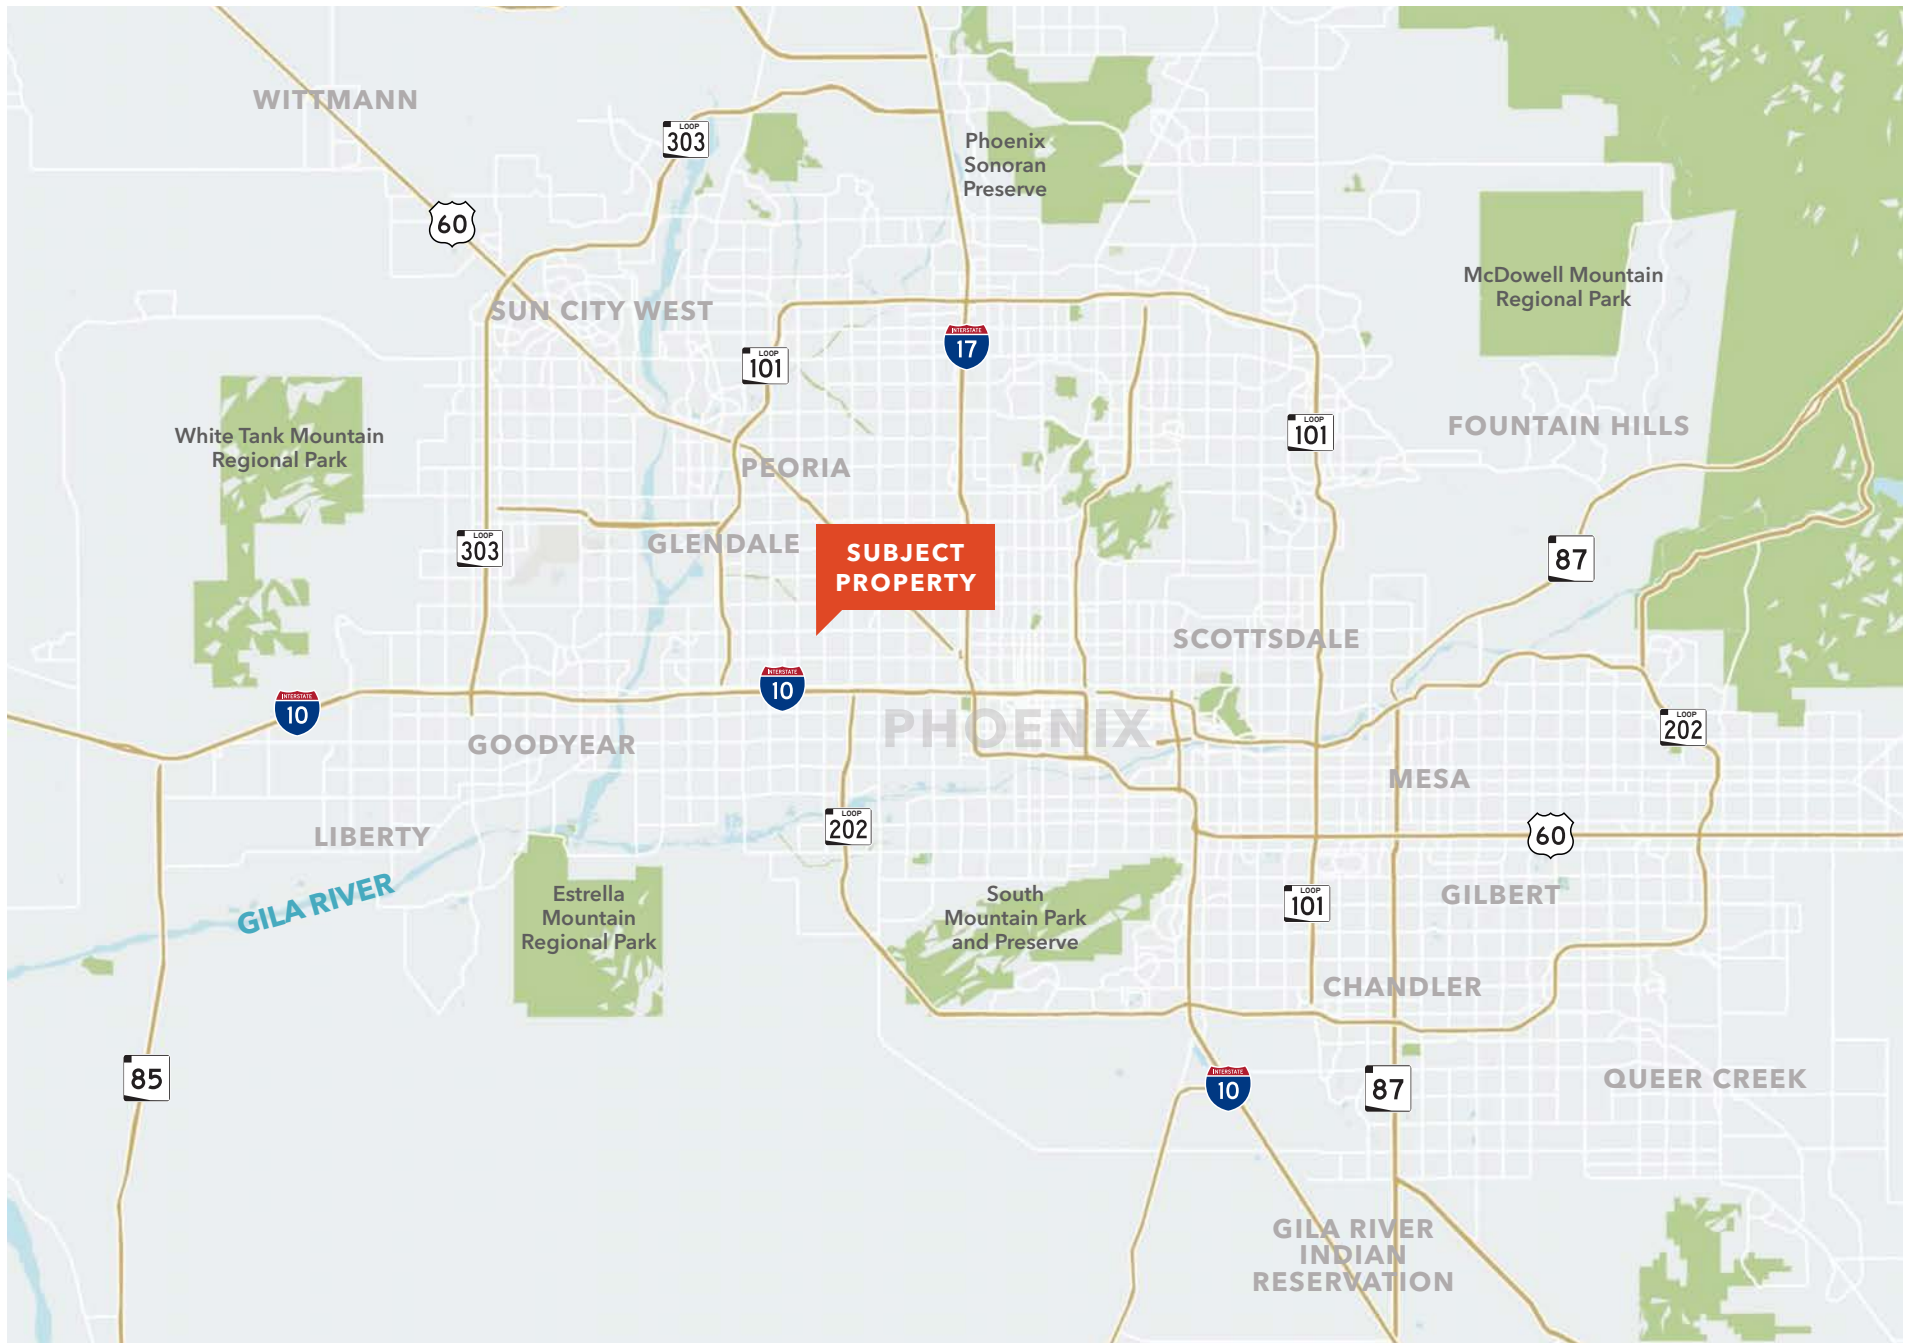 WITTMANN
LOOP
303
Phoenix
Sonoran
Preserve
60
McDowell Mountain
Regional Park
SUN CITY WEST
INTERSTATE
17
LOOP
101
LOOP
101
FOUNTAIN HILLS
White Tank Mountain
Regional Park
PEORIA
LOOP
303
GLENDALE
SUBJECT
PROPERTY
87
SCOTTSDALE
INTERSTATE
10
INTERSTATE
10
PHOENIX
LOOP
202
GOODYEAR
MESA
LIBERTY
LOOP
202
60
GILA RIVER
Estrella
Mountain
Regional Park
South
Mountain Park
and Preserve
LOOP
101
GILBERT
CHANDLER
85
INTERSTATE
10
87
QUEER CREEK
GILA RIVER
INDIAN
RESERVATION